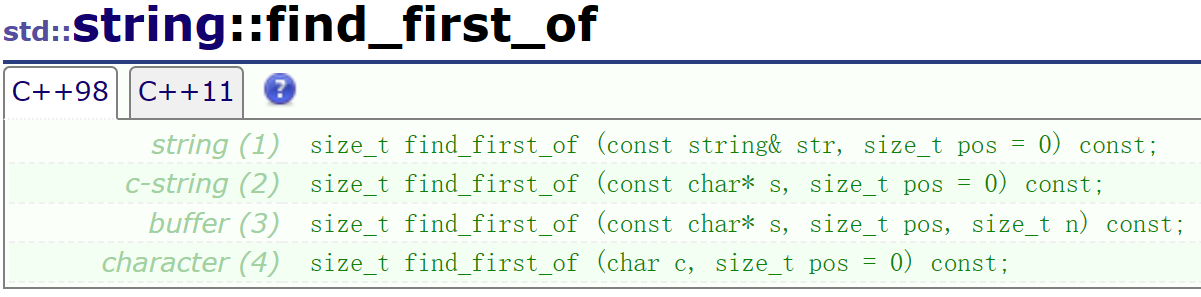 std::string::find_first_of
C++98 C++11 ?
string (1) size_t find_first_of (const string& str, size_t pos = 0) const;
c-string (2) size_t find_first_of (const char* s, size_t pos = 0) const;
buffer (3) size_t find_first_of (const char* s, size_t pos, size_t n) const;
character (4) size_t find_first_of (char c, size_t pos = 0) const;